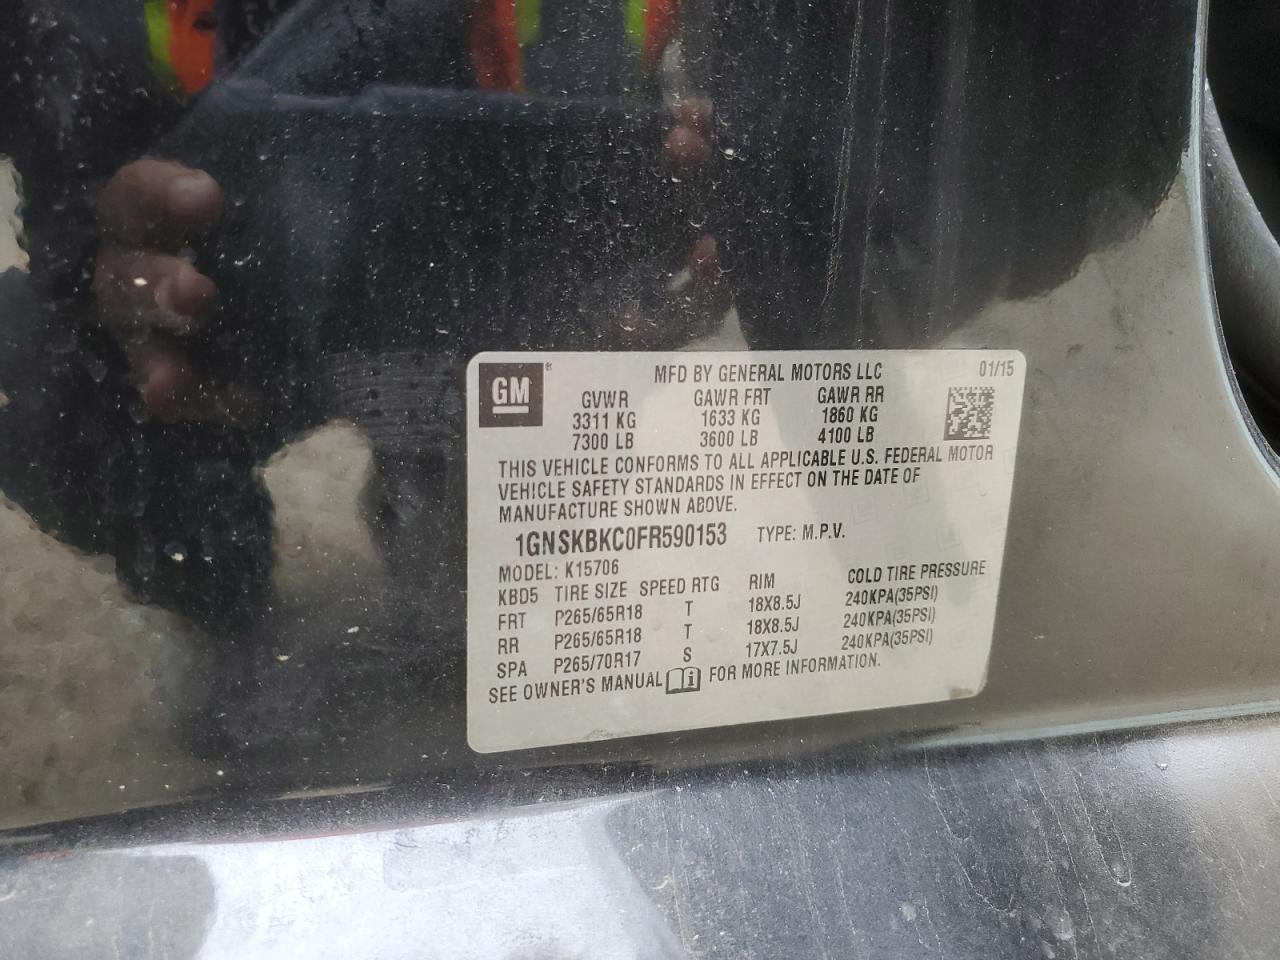 GM ® MFD BY GENERAL MOTORS LLC 01/15
GVWR GAWR FRT GAWR RR
3311 KG 1633 KG 1860 KG
7300 LB 3600 LB 4100 LB
THIS VEHICLE CONFORMS TO ALL APPLICABLE U.S. FEDERAL MOTOR
VEHICLE SAFETY STANDARDS IN EFFECT ON THE DATE OF
MANUFACTURE SHOWN ABOVE.
1GNSKBKC0FR590153 TYPE: M.P.V.
MODEL: K15706
KBD5 TIRE SIZE SPEED RTG RIM COLD TIRE PRESSURE
FRT P265/65R18 T 18X8.5J 240KPA(35PSI)
RR P265/65R18 T 18X8.5J 240KPA(35PSI)
SPA P265/70R17 S 17X7.5J 240KPA(35PSI)
SEE OWNER'S MANUAL i FOR MORE INFORMATION.